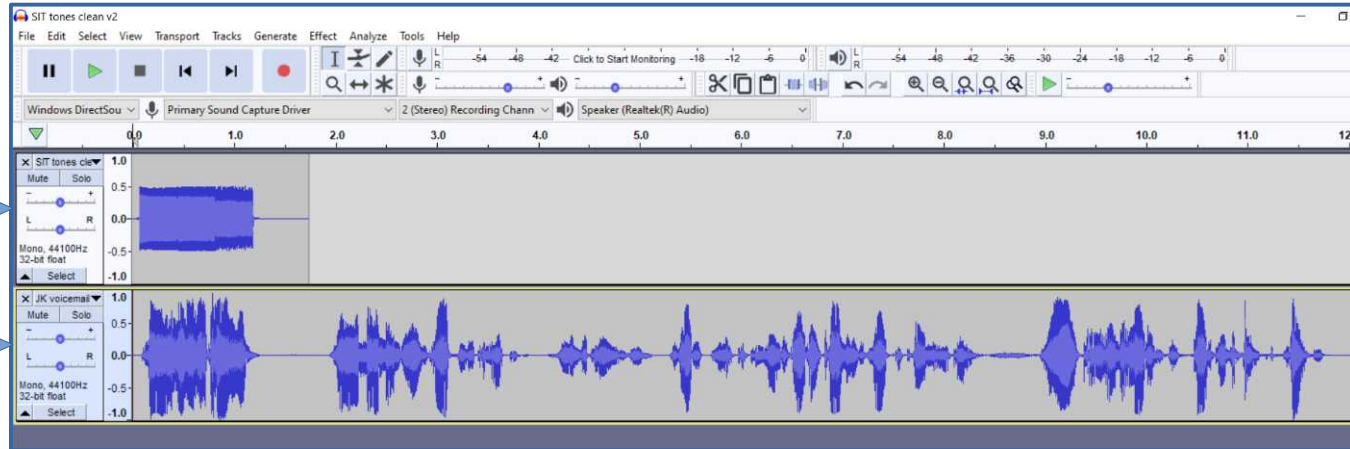 SIT tones clean v2
File Edit Select View Transport Tracks Generate Effect Analyze Tools Help
L R -54 -48 -42 Click to Start Monitoring -18 -12 -6 0 L R -54 -48 -42 -36 -30 -24 -18 -12 -6 0
- + - + - +
Windows DirectSou Primary Sound Capture Driver 2 (Stereo) Recording Chann Speaker (Realtek(R) Audio)
0.0 1.0 2.0 3.0 4.0 5.0 6.0 7.0 8.0 9.0 10.0 11.0 12
X SIT tones cle 1.0
Mute Solo
- + 0.5
L R 0.0
Mono, 44100Hz
32-bit float -0.5
Select -1.0
X JK voicemail 1.0
Mute Solo
- + 0.5
L R 0.0
Mono, 44100Hz
32-bit float -0.5
Select -1.0